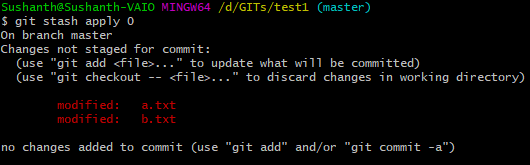 Sushanth@Sushanth-VAIO MINGW64 /d/GITs/test1 (master)
$ git stash apply 0
On branch master
Changes not staged for commit:
  (use "git add <file>..." to update what will be committed)
  (use "git checkout -- <file>..." to discard changes in working directory)
        modified:   a.txt
        modified:   b.txt
no changes added to commit (use "git add" and/or "git commit -a")